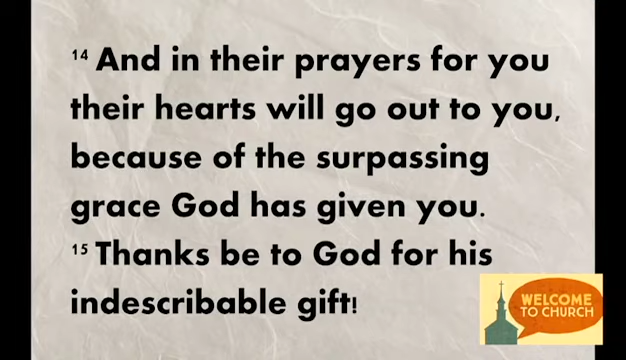 14 And in their prayers for you
their hearts will go out to you,
because of the surpassing
grace God has given you.
15 Thanks be to God for his
indescribable gift!
WELCOME
TO CHURCH